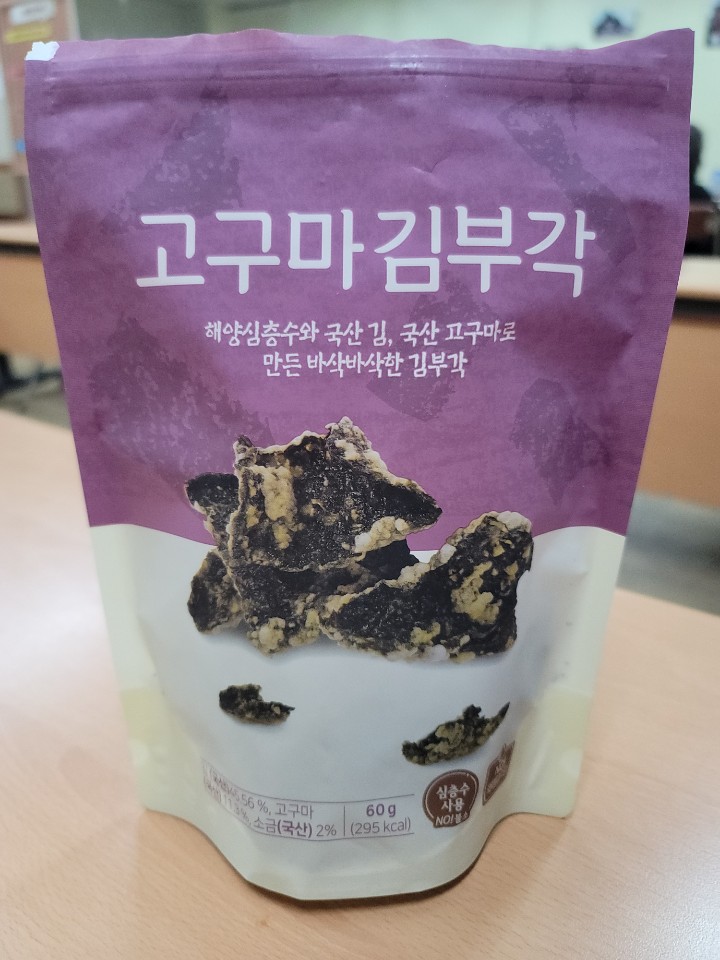 고구마 김부각
해양심층수와 국산 김, 국산 고구마로
만든 바삭바삭한 김부각
56 %, 고구마
소금(국산) 2%
60 g
(295 kcal)
심층수
사용
NO!